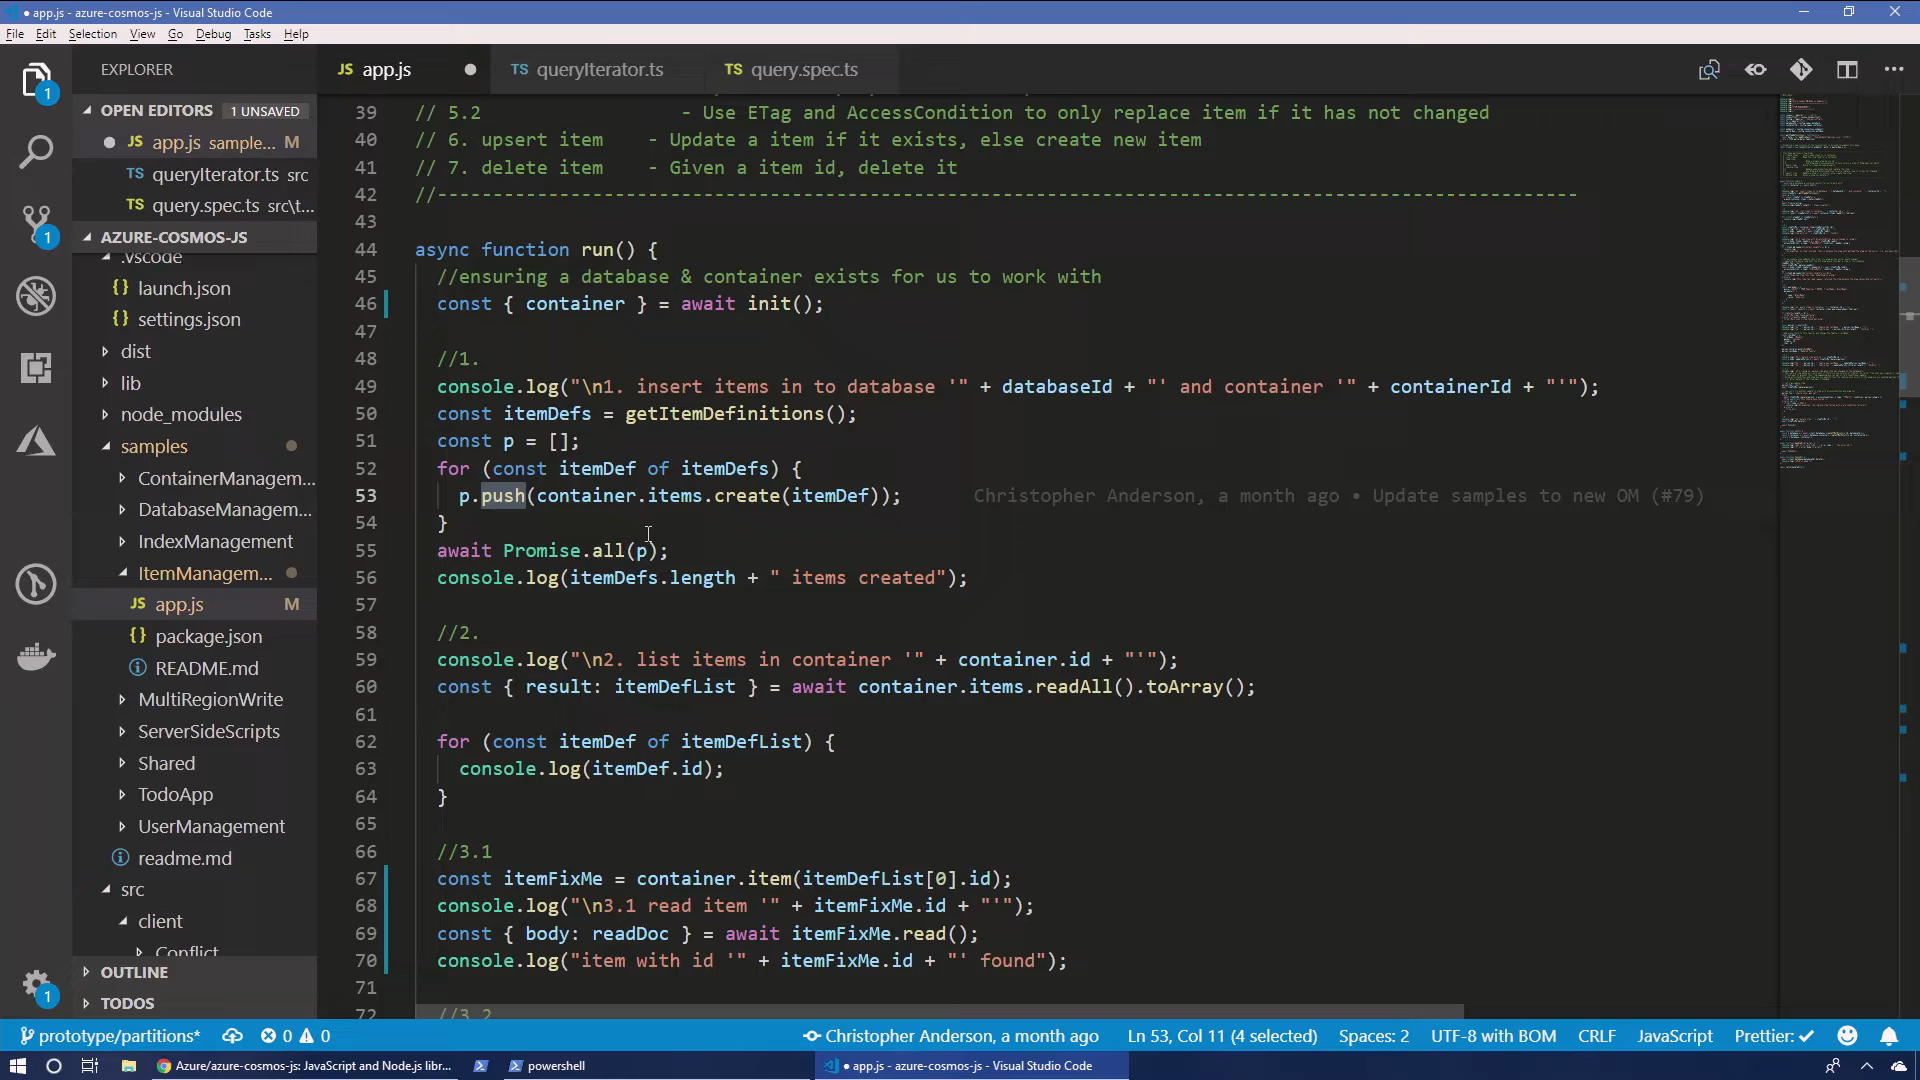 app.js - azure-cosmos-js - Visual Studio Code
File Edit Selection View Go Debug Tasks Help
EXPLORER
JS app.js
TS queryIterator.ts
TS query.spec.ts
OPEN EDITORS 1 UNSAVED
JS app.js sample... M
TS queryIterator.ts src
TS query.spec.ts src\t...
AZURE-COSMOS-JS
.vscode
{} launch.json
{} settings.json
dist
lib
node_modules
samples
ContainerManagem...
DatabaseManagem...
IndexManagement
ItemManagem...
JS app.js M
{} package.json
README.md
MultiRegionWrite
ServerSideScripts
Shared
TodoApp
UserManagement
readme.md
src
client
Conflict
OUTLINE
TODOS
1
1
1
39 // 5.2 - Use ETag and AccessCondition to only replace item if it has not changed
40 // 6. upsert item - Update a item if it exists, else create new item
41 // 7. delete item - Given a item id, delete it
42 //-------------------------------------------------------------------------------------------------------
43
44 async function run() {
45 //ensuring a database & container exists for us to work with
46 const { container } = await init();
47
48 //1.
49 console.log("\n1. insert items in to database '" + databaseId + "' and container '" + containerId + "'");
50 const itemDefs = getItemDefinitions();
51 const p = [];
52 for (const itemDef of itemDefs) {
53 p.push(container.items.create(itemDef)); Christopher Anderson, a month ago • Update samples to new OM (#79)
54 }
55 await Promise.all(p);
56 console.log(itemDefs.length + " items created");
57
58 //2.
59 console.log("\n2. list items in container '" + container.id + "'");
60 const { result: itemDefList } = await container.items.readAll().toArray();
61
62 for (const itemDef of itemDefList) {
63 console.log(itemDef.id);
64 }
65
66 //3.1
67 const itemFixMe = container.item(itemDefList[0].id);
68 console.log("\n3.1 read item '" + itemFixMe.id + "'");
69 const { body: readDoc } = await itemFixMe.read();
70 console.log("item with id '" + itemFixMe.id + "' found");
71
72 //3.2
prototype/partitions* 0 0 Christopher Anderson, a month ago Ln 53, Col 11 (4 selected) Spaces: 2 UTF-8 with BOM CRLF JavaScript Prettier: ✓
Azure/azure-cosmos-js: JavaScript and Node.js libr... powershell app.js - azure-cosmos-js - Visual Studio Code